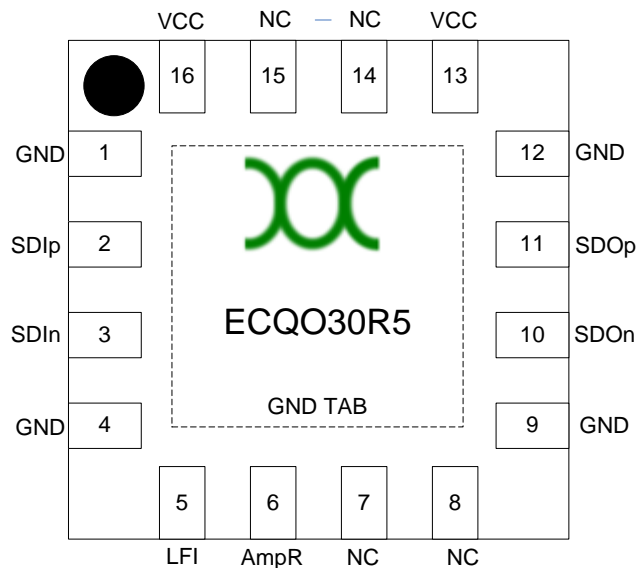 VCC NC – NC VCC
16 15 14 13
GND 1 12 GND
SDIp 2 11 SDOp
ECQO30R5
SDIn 3 10 SDOn
GND TAB
GND 4 9 GND
5 6 7 8
LFI AmpR NC NC